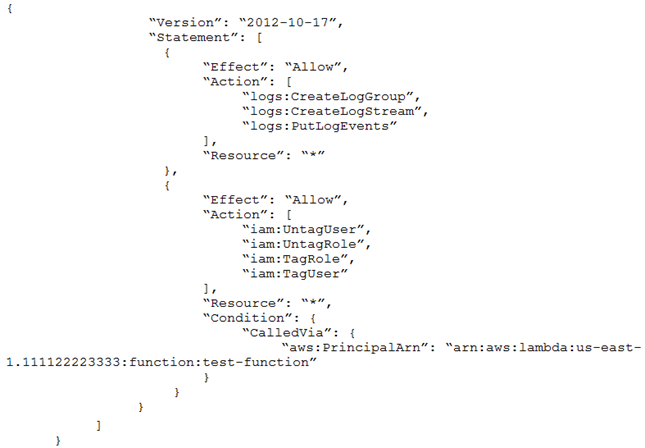 {
“Version”: “2012-10-17”,
“Statement”: [
{
“Effect”: “Allow”,
“Action”: [
“logs:CreateLogGroup”,
“logs:CreateLogStream”,
“logs:PutLogEvents”
],
“Resource”: “*”
},
{
“Effect”: “Allow”,
“Action”: [
“iam:UntagUser”,
“iam:UntagRole”,
“iam:TagRole”,
“iam:TagUser”
],
“Resource”: “*”,
“Condition”: {
“CalledVia”: {
“aws:PrincipalArn”: “arn:aws:lambda:us-east-
1.111122223333:function:test-function”
}
}
}
]
}